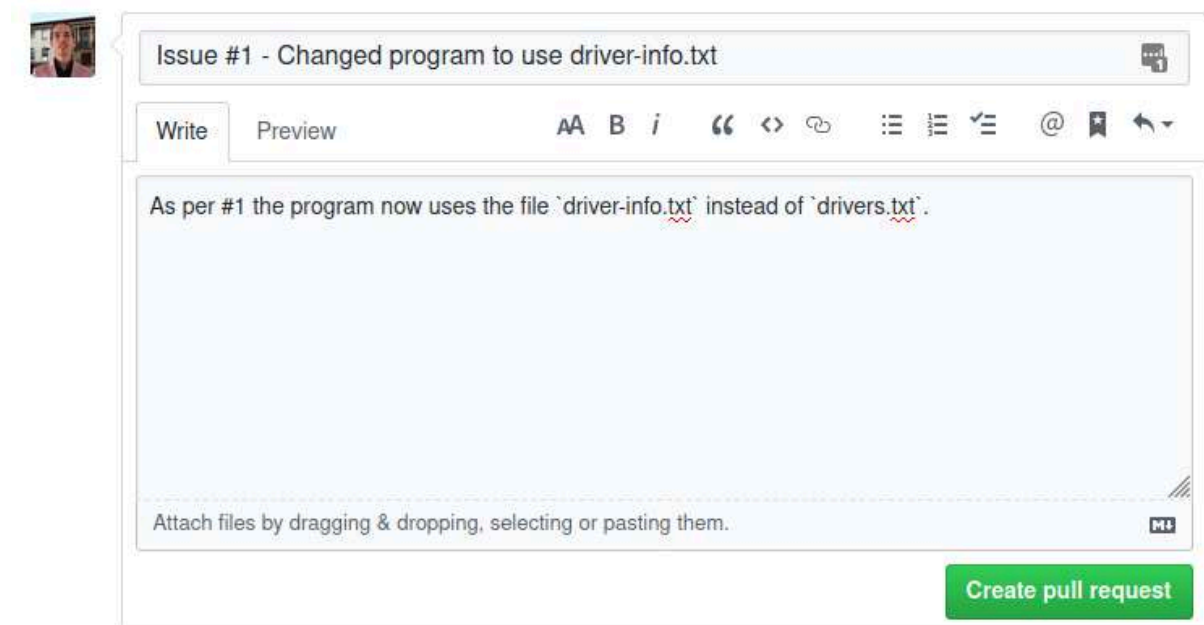 Issue #1 - Changed program to use driver-info.txt
Write Preview AA B i @
As per #1 the program now uses the file `driver-info.txt` instead of `drivers.txt`.
Attach files by dragging & dropping, selecting or pasting them.
Create pull request